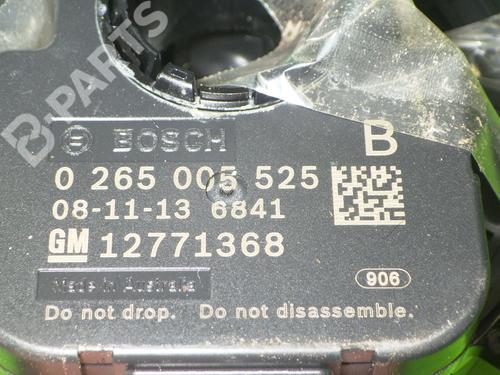 B-PARTS
BOSCH B
0 265 005 525
08-11-13 6841
GM 12771368
Made in Australia
906
Do not drop. Do not disassemble.